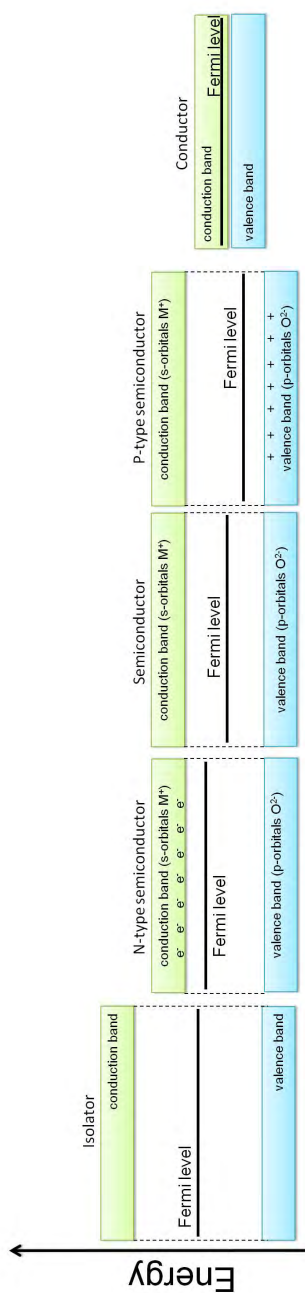 Energy
Isolator
conduction band
Fermi level
valence band
N-type semiconductor
conduction band (s-orbitals M⁺)
e⁻ e⁻ e⁻ e⁻ e⁻ e⁻ e⁻
Fermi level
valence band (p-orbitals O²⁻)
Semiconductor
conduction band (s-orbitals M⁺)
Fermi level
valence band (p-orbitals O²⁻)
P-type semiconductor
conduction band (s-orbitals M⁺)
Fermi level
+ + + + + + +
valence band (p-orbitals O²⁻)
Conductor
conduction band
Fermi level
valence band